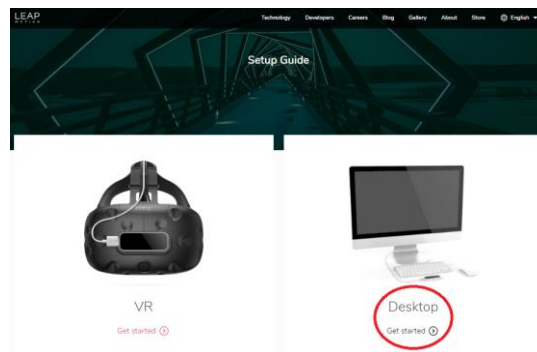 LEAP
MOTION
Technology Developers Careers Blog Gallery About Store English
Setup Guide
VR
Get started
Desktop
Get started